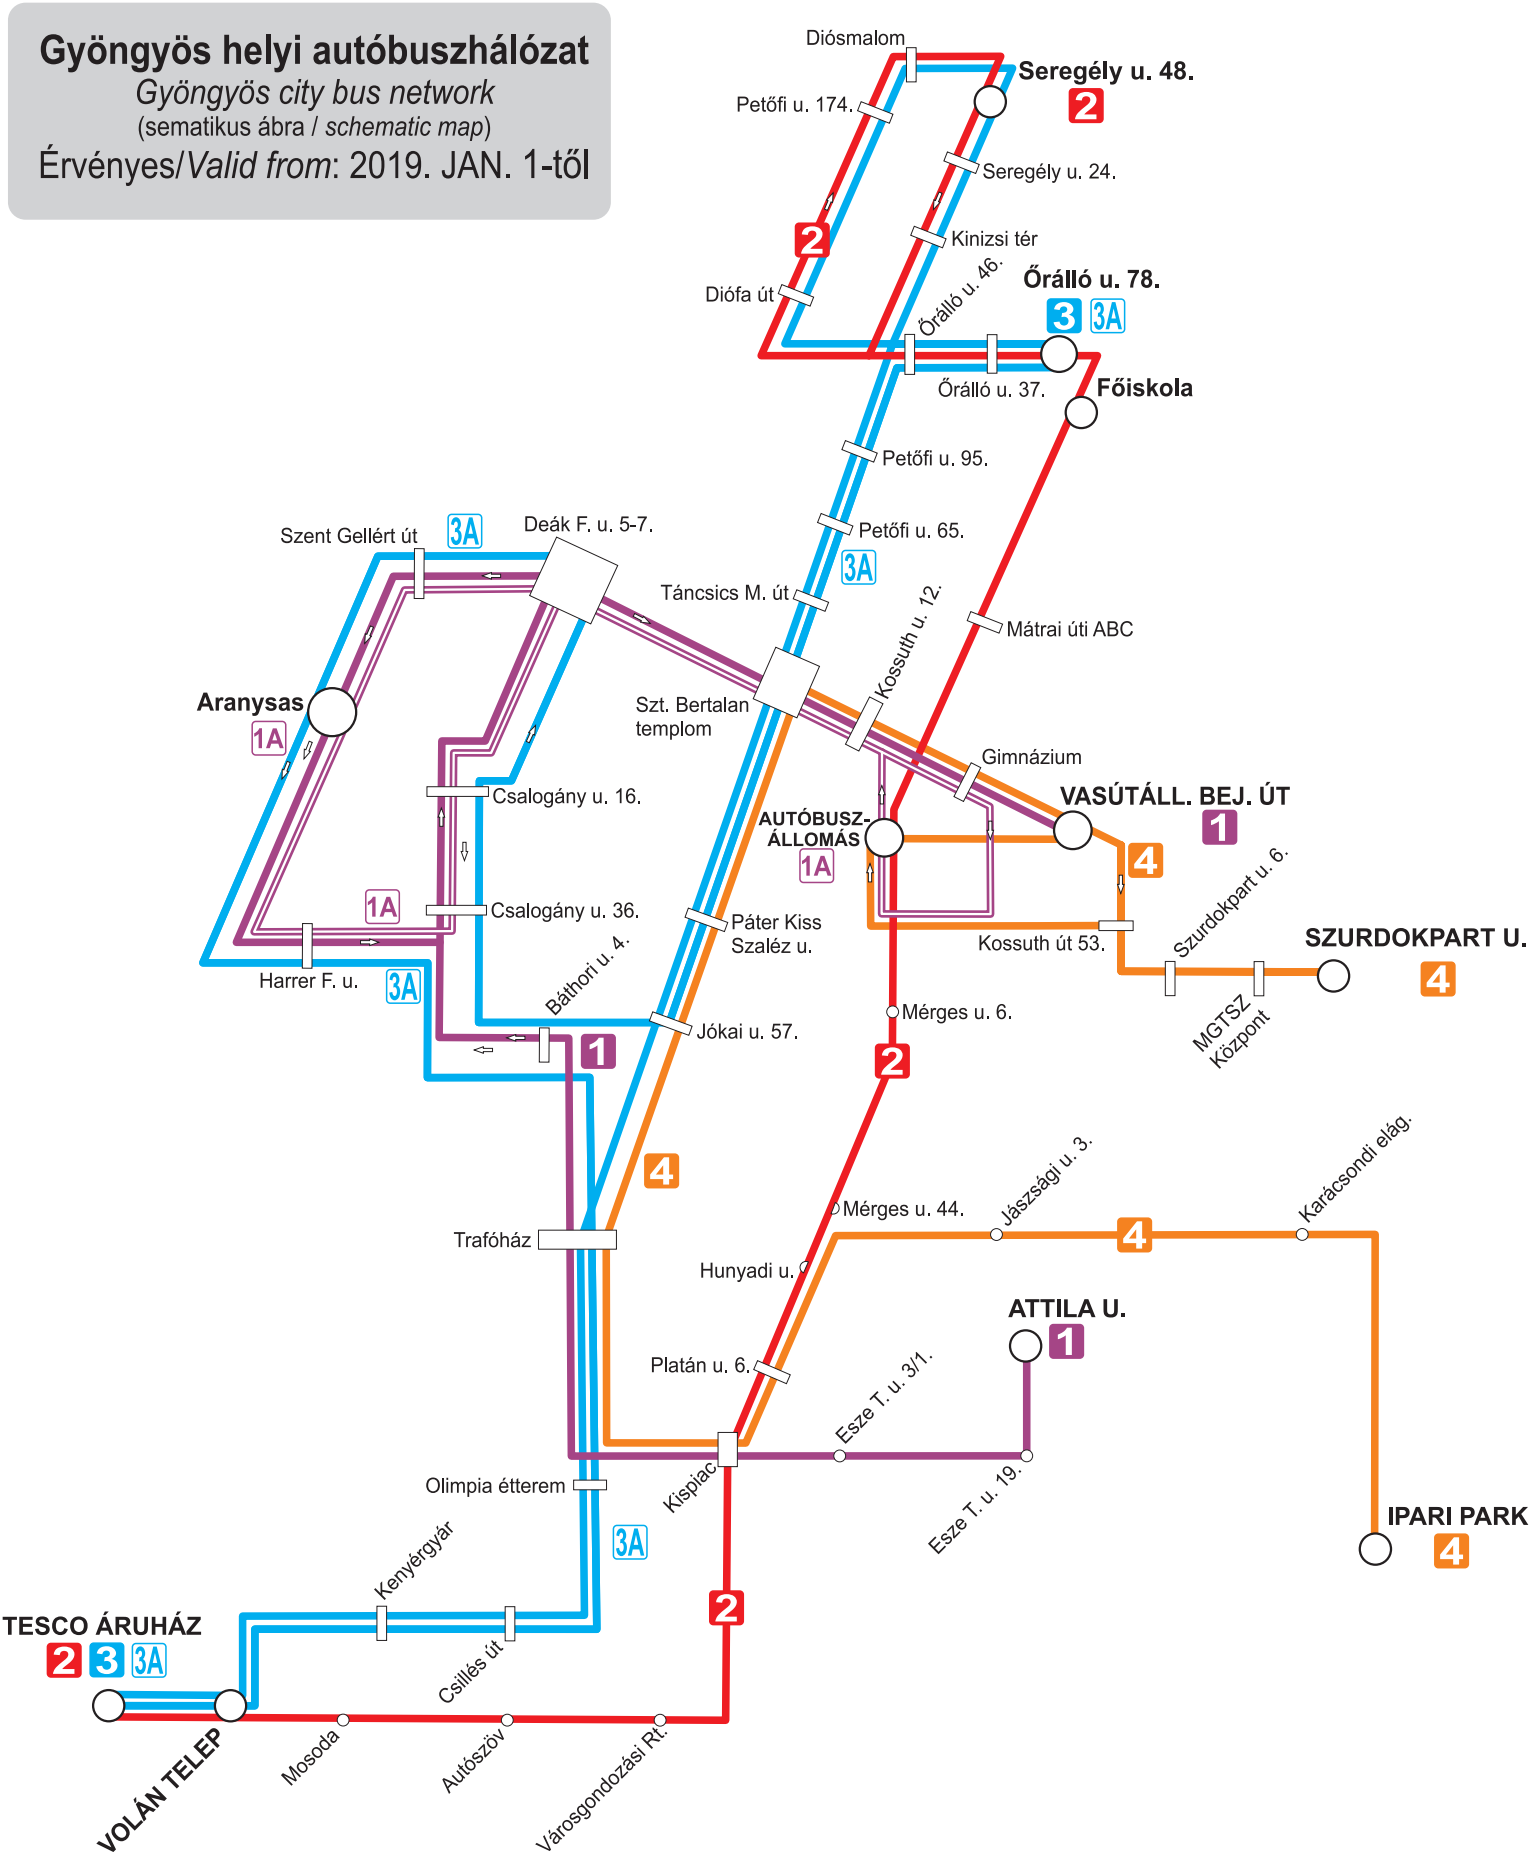 Gyöngyös helyi autóbuszhálózat
Gyöngyös city bus network
(sematikus ábra / schematic map)
Érvényes/Valid from: 2019. JAN. 1-től
Diósmalom
Seregély u. 48.
2
Petőfi u. 174.
Seregély u. 24.
2
Kinizsi tér
Diófa út
Őrálló u. 46.
Őrálló u. 78.
3 3A
Őrálló u. 37.
Főiskola
Petőfi u. 95.
Petőfi u. 65.
3A
Szent Gellért út
3A
Deák F. u. 5-7.
Táncsics M. út
Kossuth u. 12.
Mátrai úti ABC
Aranysas
1A
Szt. Bertalan
templom
Gimnázium
Csalogány u. 16.
AUTÓBUSZ-
ÁLLOMÁS
1A
VASÚTÁLL. BEJ. ÚT
1
4
1A
Csalogány u. 36.
Páter Kiss
Szaléz u.
Kossuth út 53.
Szurdokpart u. 6.
SZURDOKPART U.
4
Harrer F. u.
3A
Báthori u. 4.
1
Jókai u. 57.
Mérges u. 6.
MGTSZ
Központ
2
4
Mérges u. 44.
Jászsági u. 3.
4
Karácsondi elág.
Trafóház
Hunyadi u.
ATTILA U.
1
Platán u. 6.
Esze T. u. 3/1.
Olimpia étterem
Kispiac
Esze T. u. 19.
IPARI PARK
4
Kenyérgyár
3A
2
TESCO ÁRUHÁZ
2 3 3A
Csillés út
VOLÁN TELEP
Mosoda
Autószöv
Városgondozási Rt.